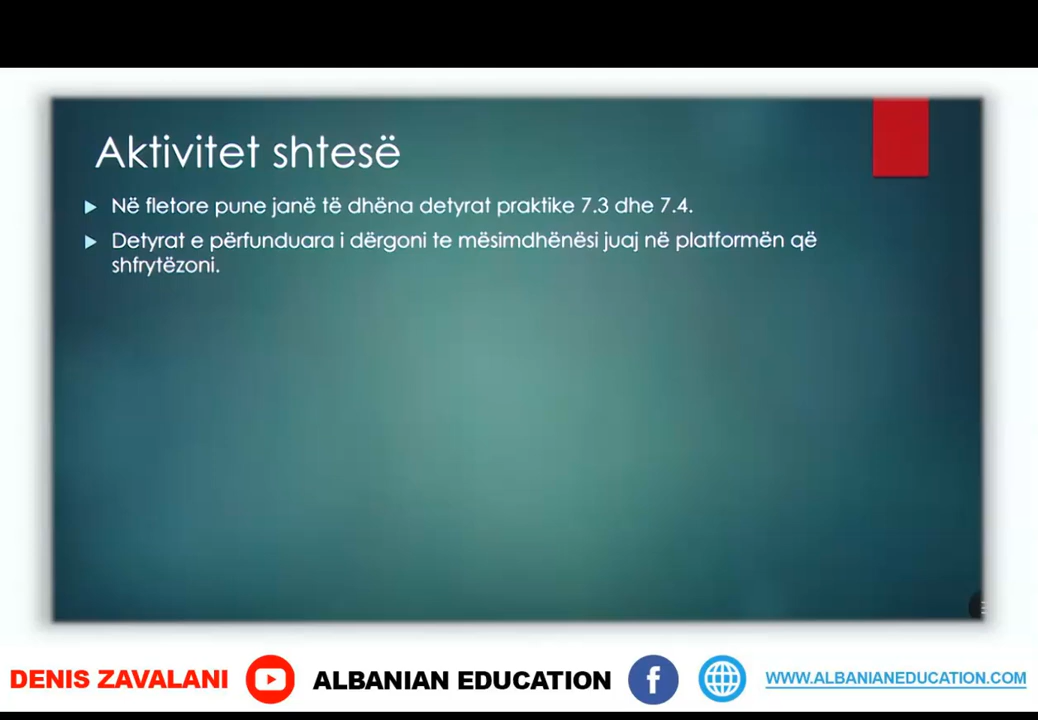 Aktivitet shtesë
Në fletore pune janë të dhëna detyrat praktike 7.3 dhe 7.4.
Detyrat e përfunduara i dërgoni te mësimdhënësi juaj në platformën që
shfrytëzoni.
DENIS ZAVALANI ALBANIAN EDUCATION WWW.ALBANIANEDUCATION.COM